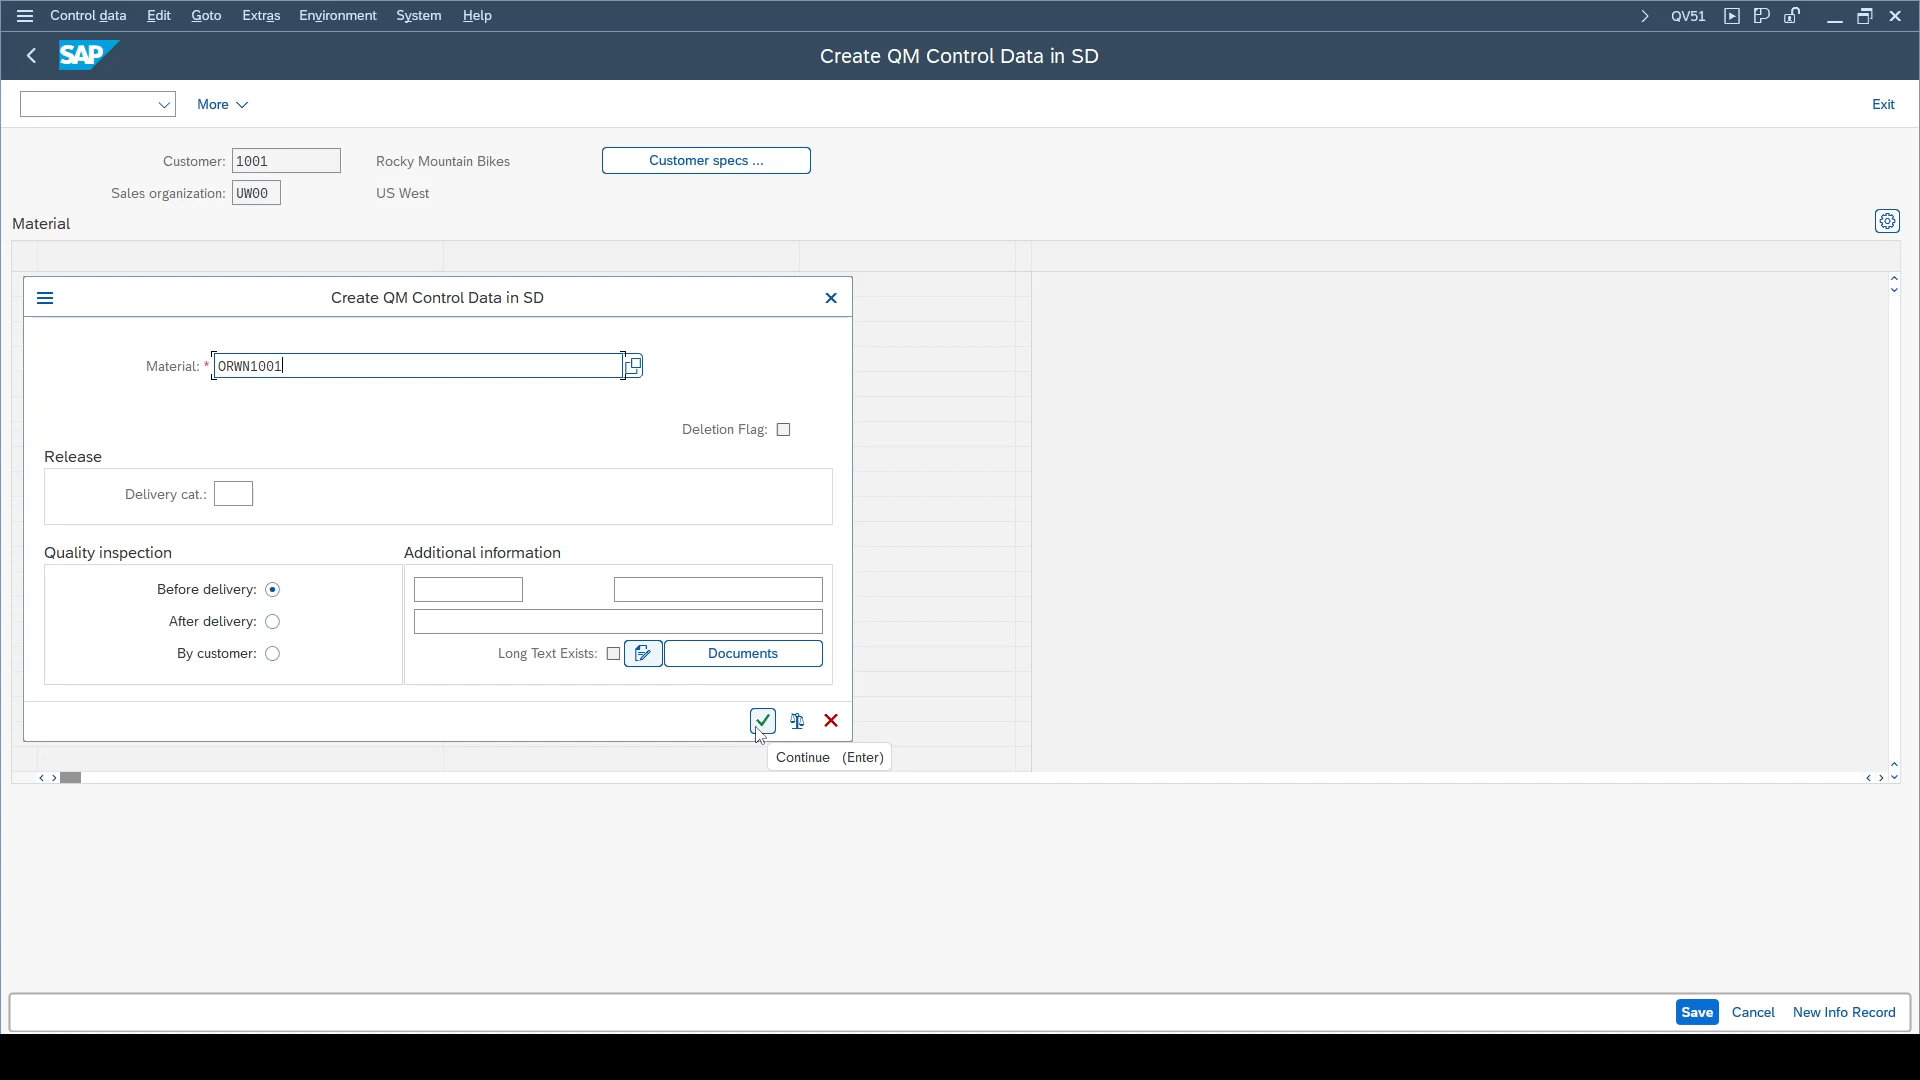 Control data Edit Goto Extras Environment System Help QV51
SAP Create QM Control Data in SD
More Exit
Customer: 1001 Rocky Mountain Bikes Customer specs ...
Sales organization: UW00 US West
Material
Create QM Control Data in SD
Material: * ORWN1001
Deletion Flag:
Release
Delivery cat.:
Quality inspection Additional information
Before delivery:
After delivery:
By customer: Long Text Exists: Documents
Continue (Enter)
Save Cancel New Info Record